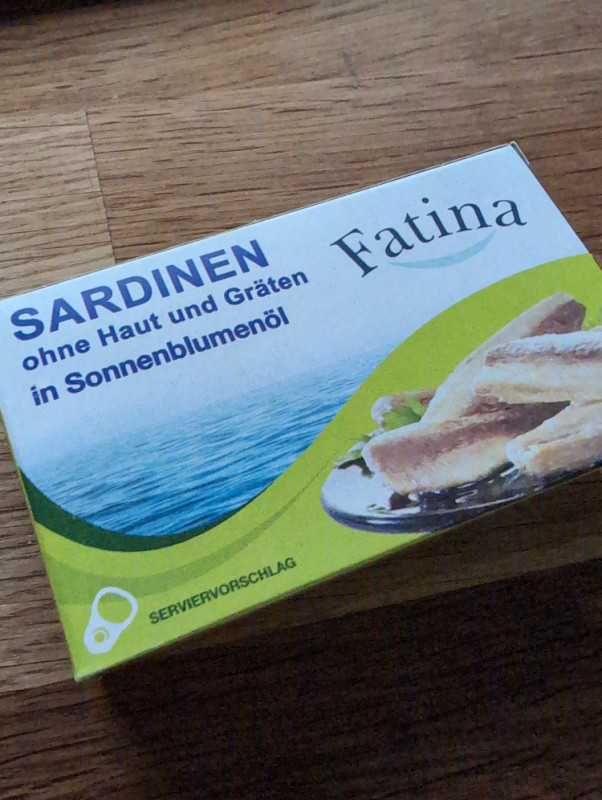 SARDINEN
ohne Haut und Gräten
in Sonnenblumenöl
Fatina
SERVIERVORSCHLAG